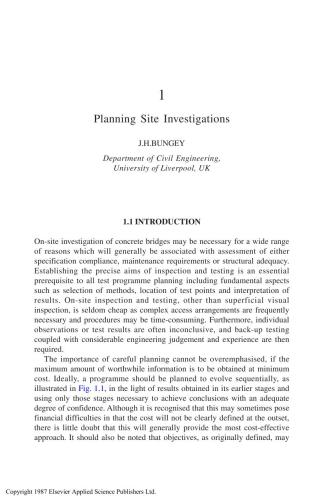 1
Planning Site Investigations
J.H.BUNGEY
Department of Civil Engineering,
University of Liverpool, UK
1.1 INTRODUCTION
On-site investigation of concrete bridges may be necessary for a wide range
of reasons which will generally be associated with assessment of either
specification compliance, maintenance requirements or structural adequacy.
Establishing the precise aims of inspection and testing is an essential
prerequisite to all test programme planning including fundamental aspects
such as selection of methods, location of test points and interpretation of
results. On-site inspection and testing, other than superficial visual
inspection, is seldom cheap as complex access arrangements are frequently
necessary and procedures may be time-consuming. Furthermore, individual
observations or test results are often inconclusive, and back-up testing
coupled with considerable engineering judgement and experience are then
required.
The importance of careful planning cannot be overemphasised, if the
maximum amount of worthwhile information is to be obtained at minimum
cost. Ideally, a programme should be planned to evolve sequentially, as
illustrated in Fig. 1.1, in the light of results obtained in its earlier stages and
using only those stages necessary to achieve conclusions with an adequate
degree of confidence. Although it is recognised that this may sometimes pose
financial difficulties in that the cost will not be clearly defined at the outset,
there is little doubt that this will generally provide the most cost-effective
approach. It should also be noted that objectives, as originally defined, may
Copyright 1987 Elsevier Applied Science Publishers Ltd.